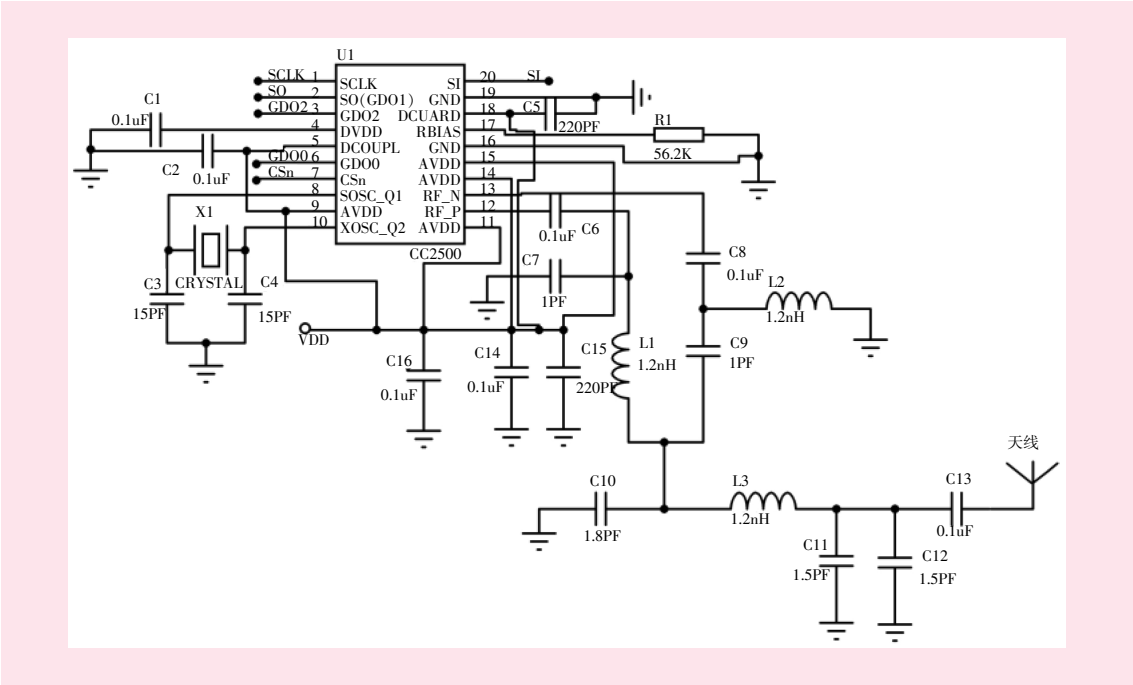 U1
SCLK 1 SCLK SI 20 SI
SO 2 SO(GDO1) GND 19
GDO2 3 GDO2 DCUARD 18 C5
4 DVDD RBIAS 17 220PF
5 DCOUPL GND 16
GDO0 6 GDO0 AVDD 15
CSn 7 CSn AVDD 14
8 SOSC_Q1 RF_N 13
9 AVDD RF_P 12
10 XOSC_Q2 AVDD 11
CC2500
C1
0.1uF
C2
0.1uF
R1
56.2K
X1
CRYSTAL
C3
15PF
C4
15PF
C6
0.1uF
C7
1PF
C8
0.1uF
L2
1.2nH
C9
1PF
VDD
C16
0.1uF
C14
0.1uF
C15
220PF
L1
1.2nH
天线
C10
1.8PF
L3
1.2nH
C13
0.1uF
C11
1.5PF
C12
1.5PF